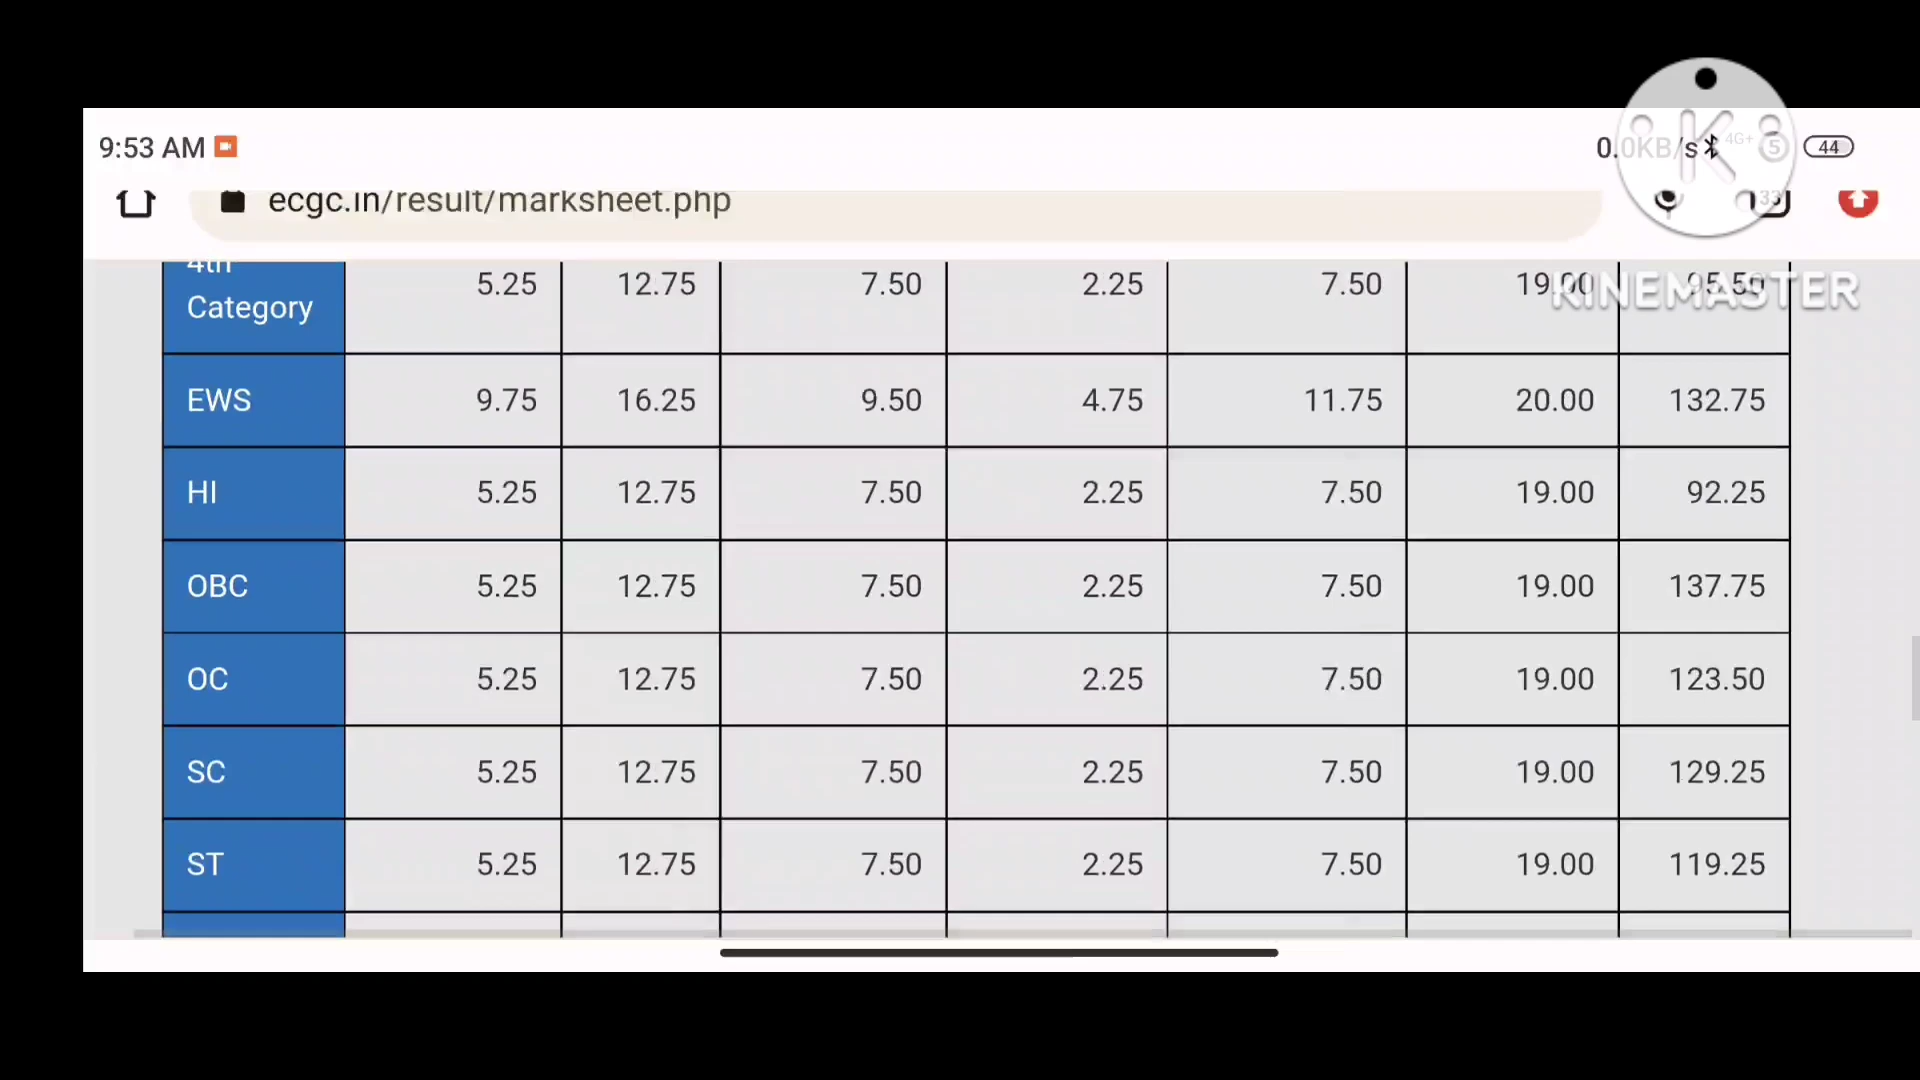 9:53 AM 0.0KB/s 4G+ 5 44
ecgc.in/result/marksheet.php 33
K
KINEMASTER
4th
Category 5.25 12.75 7.50 2.25 7.50 19.00 95.50
EWS 9.75 16.25 9.50 4.75 11.75 20.00 132.75
HI 5.25 12.75 7.50 2.25 7.50 19.00 92.25
OBC 5.25 12.75 7.50 2.25 7.50 19.00 137.75
OC 5.25 12.75 7.50 2.25 7.50 19.00 123.50
SC 5.25 12.75 7.50 2.25 7.50 19.00 129.25
ST 5.25 12.75 7.50 2.25 7.50 19.00 119.25